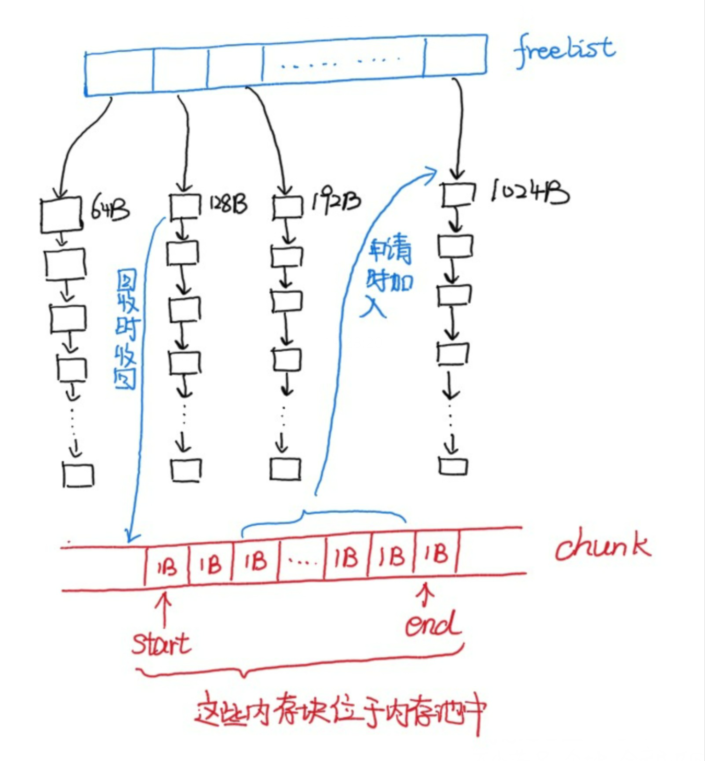 freelist
64B
128B
192B
1024B
回收时收回
申请
时加
入
1B 1B 1B .... 1B 1B 1B
chunk
start
end
这些内存块位于内存池中